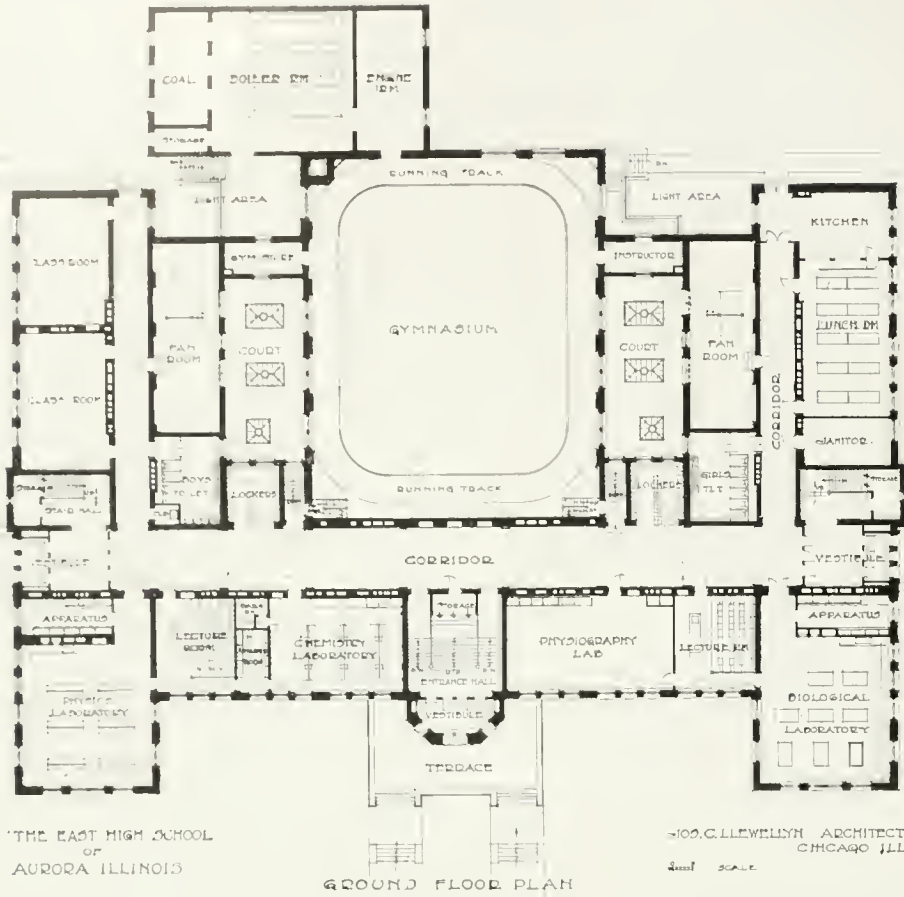 COAL
BOILER RM
ENGINE
RM
STORAGE
RUNNING TRACK
LIGHT AREA
LIGHT AREA
KITCHEN
CLASS ROOM
INSTRUCTOR
GYMNASIUM
COURT
COURT
FAN
ROOM
FAN
ROOM
LUNCH RM
CORRIDOR
CLASS ROOM
JANITOR
BOYS
TOILET
LOCKERS
RUNNING TRACK
LOCKERS
GIRLS
TLT
STORAGE
STAIR HALL
STORAGE
CORRIDOR
VESTIBULE
APPARATUS
LECTURE
ROOM
CHEMISTRY
LABORATORY
STORAGE
ENTRANCE HALL
PHYSIOGRAPHY
LAB
LECTURE RM
APPARATUS
PHYSICS
LABORATORY
VESTIBULE
BIOLOGICAL
LABORATORY
TERRACE
THE EAST HIGH SCHOOL
OF
AURORA ILLINOIS
JOS. C. LLEWELLYN ARCHITECT
CHICAGO ILL
SCALE
GROUND FLOOR PLAN